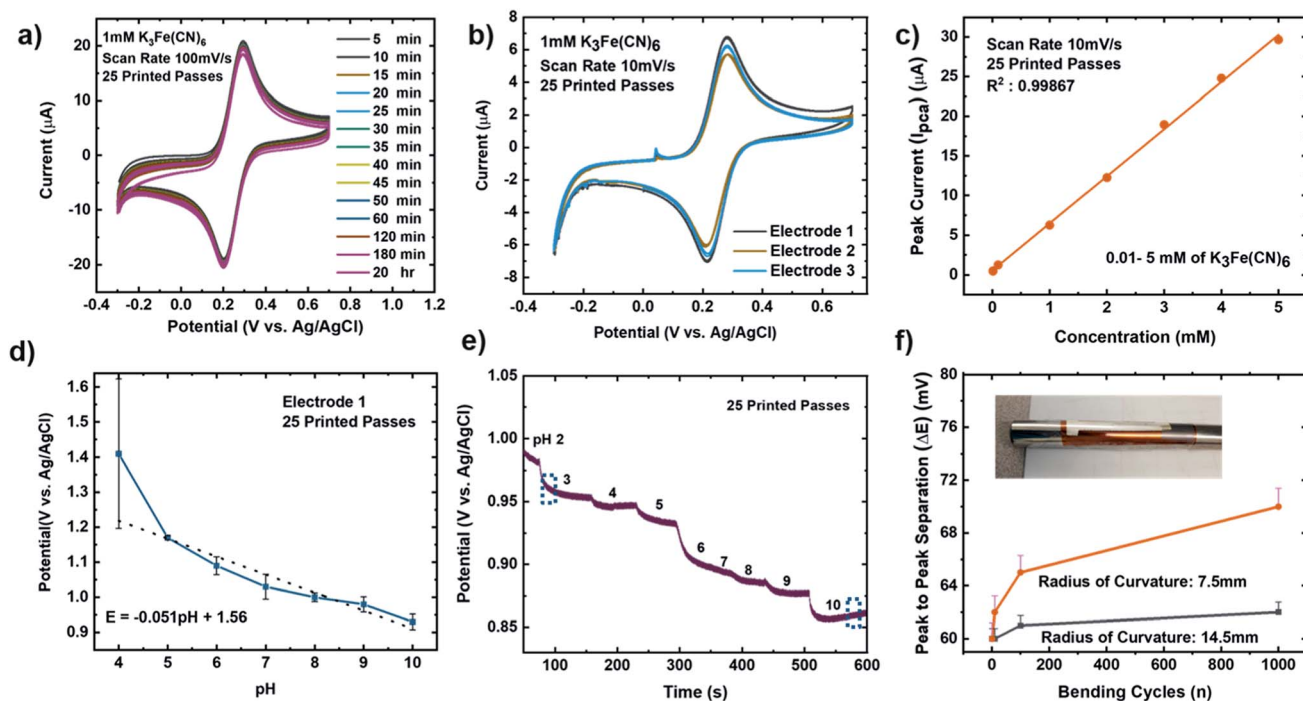 a)
1mM K3Fe(CN)6
Scan Rate 100mV/s
25 Printed Passes
5 min
10 min
15 min
20 min
25 min
30 min
35 min
40 min
45 min
50 min
60 min
120 min
180 min
20 hr
20
10
0
-10
-20
Current (µA)
-0.4 -0.2 0.0 0.2 0.4 0.6 0.8 1.0 1.2
Potential (V vs. Ag/AgCl)
b)
1mM K3Fe(CN)6
Scan Rate 10mV/s
25 Printed Passes
Electrode 1
Electrode 2
Electrode 3
8
6
4
2
0
-2
-4
-6
-8
Current (µA)
-0.4 -0.2 0.0 0.2 0.4 0.6 0.8
Potential (V vs. Ag/AgCl)
c)
Scan Rate 10mV/s
25 Printed Passes
R² : 0.99867
0.01- 5 mM of K3Fe(CN)6
30
25
20
15
10
5
0
Peak Current (Ipca) (µA)
0 1 2 3 4 5
Concentration (mM)
d)
Electrode 1
25 Printed Passes
E = -0.051pH + 1.56
1.6
1.5
1.4
1.3
1.2
1.1
1.0
0.9
Potential(V vs. Ag/AgCl)
4 5 6 7 8 9 10
pH
e)
25 Printed Passes
pH 2
3
4
5
6
7
8
9
10
1.05
1.00
0.95
0.90
0.85
Potential (V vs. Ag/AgCl)
100 200 300 400 500 600
Time (s)
f)
80
76
72
68
64
60
Peak to Peak Separation (ΔE) (mV)
Radius of Curvature: 7.5mm
Radius of Curvature: 14.5mm
0 200 400 600 800 1000
Bending Cycles (n)